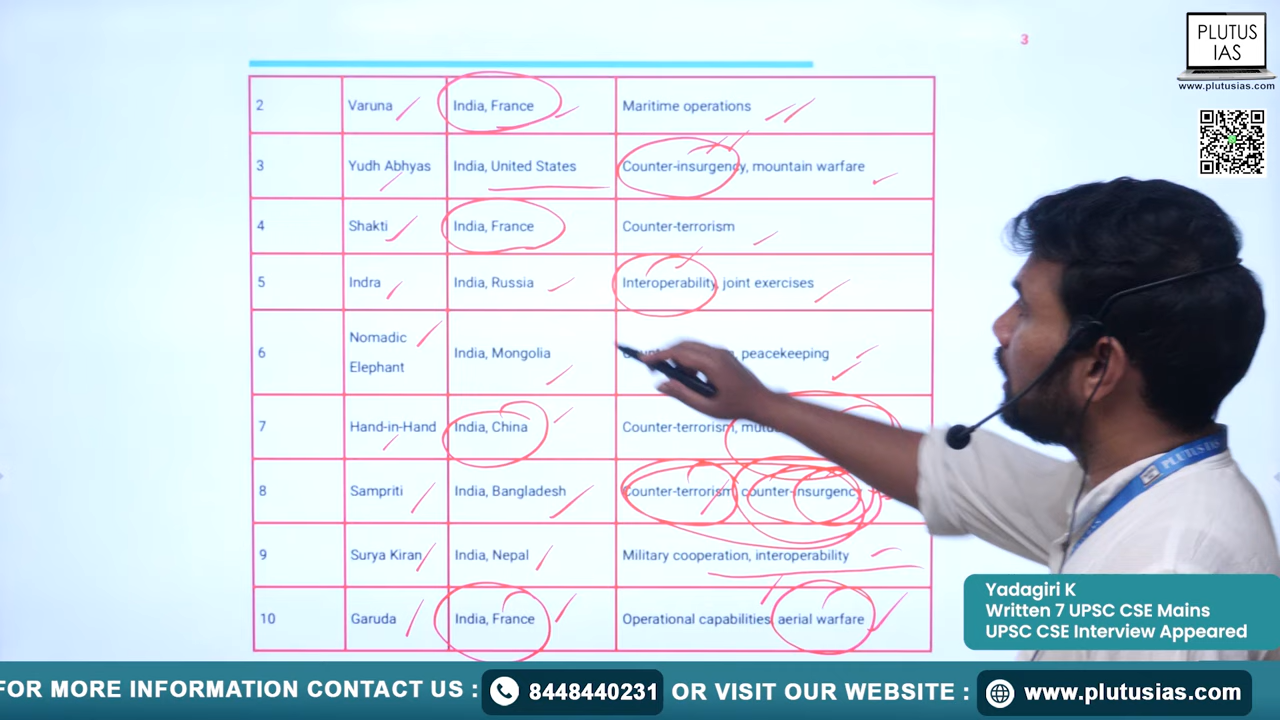 3
PLUTUS
IAS
www.plutusias.com
2 Varuna India, France Maritime operations
3 Yudh Abhyas India, United States Counter-insurgency, mountain warfare
4 Shakti India, France Counter-terrorism
5 Indra India, Russia Interoperability, joint exercises
Nomadic
6 India, Mongolia peacekeeping
Elephant
7 Hand-in-Hand India, China Counter-terrorism,
8 Sampriti India, Bangladesh Counter-terrorism, counter-insurgency
9 Surya Kiran India, Nepal Military cooperation, interoperability
10 Garuda India, France Operational capabilities, aerial warfare
PLUTUS IAS
Yadagiri K
Written 7 UPSC CSE Mains
UPSC CSE Interview Appeared
FOR MORE INFORMATION CONTACT US : 8448440231 OR VISIT OUR WEBSITE : www.plutusias.com